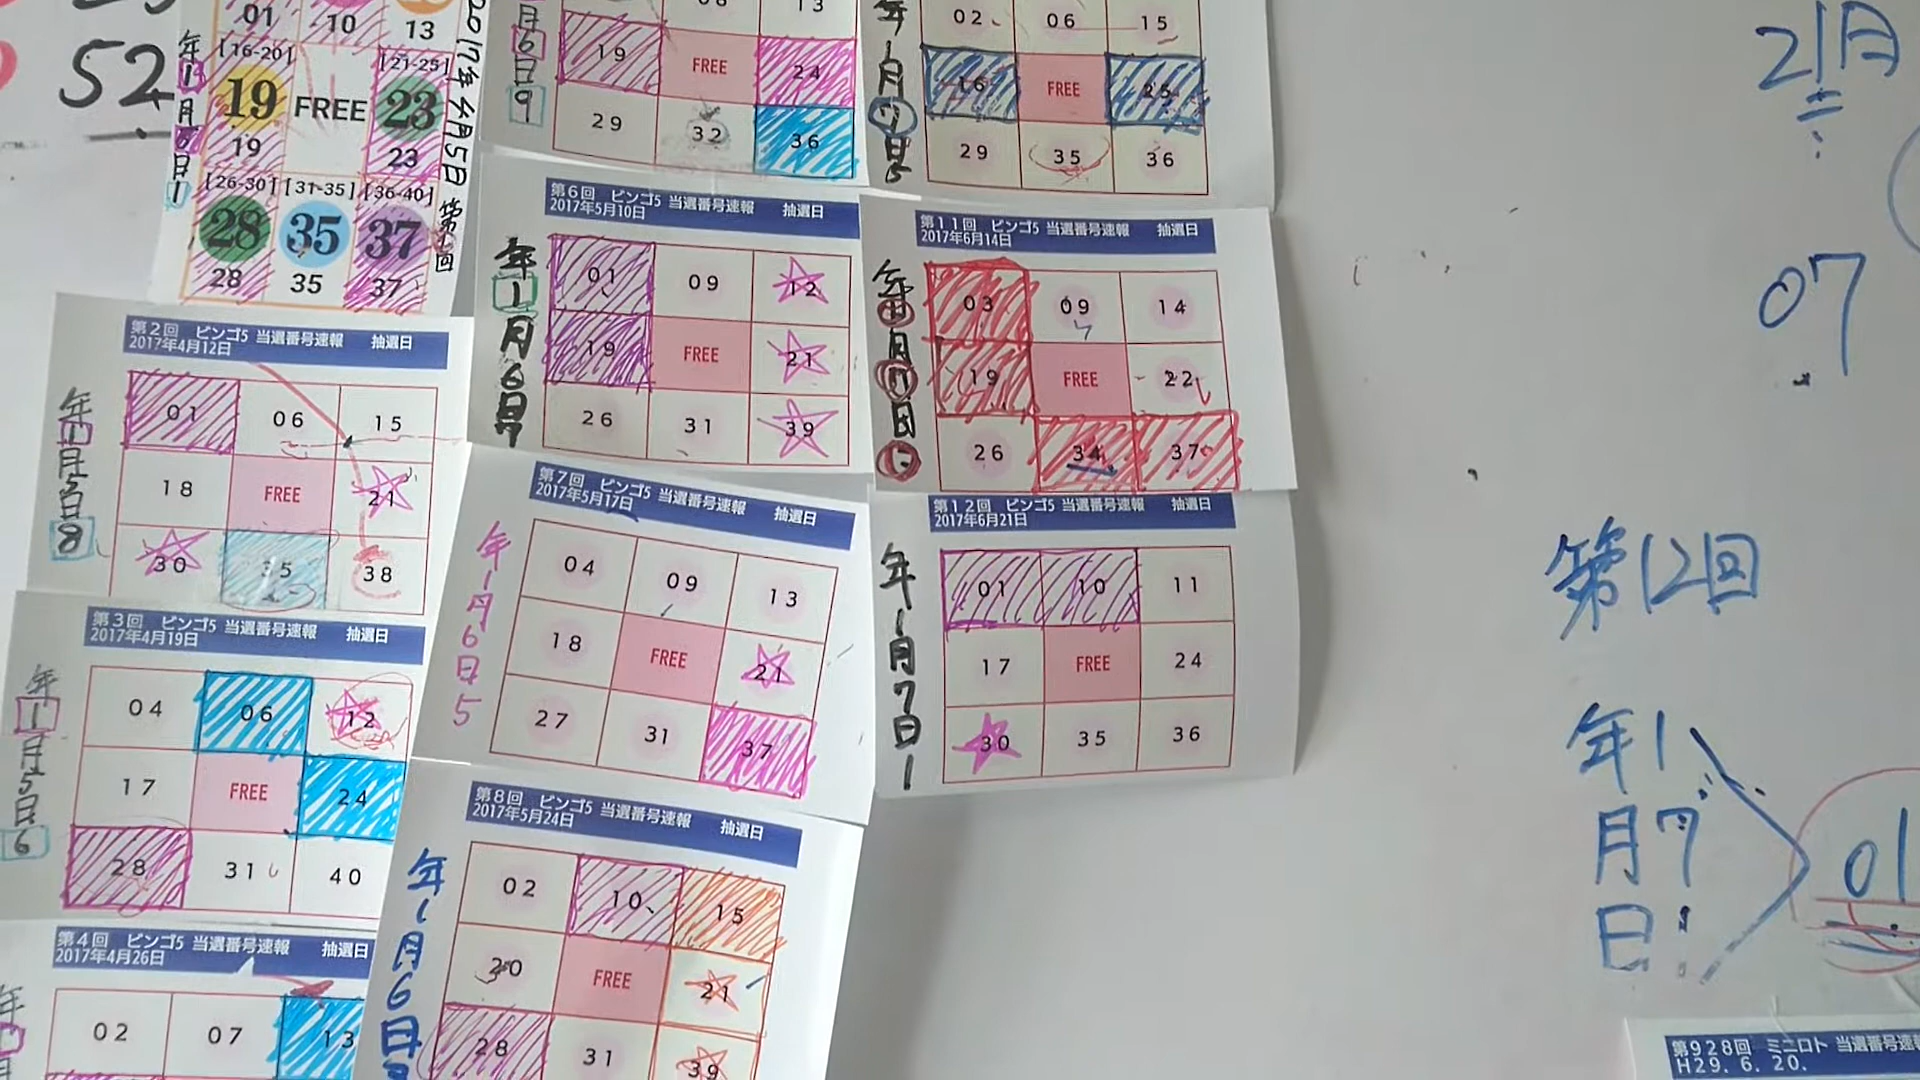 52
01 10 13
[16-20] [21-25]
19 FREE 23
19 23
[26-30] [31-35] [36-40]
28 35 37
28 35 37
年1月5日1
2017年4月5日 第1回
第2回 ビンゴ5 当選番号速報 抽選日
2017年4月12日
01 06 15
18 FREE 21
30 35 38
年1月5日8
第3回 ビンゴ5 当選番号速報 抽選日
2017年4月19日
04 06 12
17 FREE 24
28 31 40
年1月5日6
第4回 ビンゴ5 当選番号速報 抽選日
2017年4月26日
02 07 13
月6日9
13
19 FREE 24
29 32 36
第6回 ビンゴ5 当選番号速報 抽選日
2017年5月10日
01 09 12
19 FREE 21
26 31 39
年1月6日7
第7回 ビンゴ5 当選番号速報 抽選日
2017年5月17日
04 09 13
18 FREE 21
27 31 37
年1月6日5
第8回 ビンゴ5 当選番号速報 抽選日
2017年5月24日
02 10 15
20 FREE 21
28 31 39
年1月6日
02 06 15
16 FREE 25
29 35 36
第11回 ビンゴ5 当選番号速報 抽選日
2017年6月14日
03 09 14
19 FREE 22
26 34 37
第12回 ビンゴ5 当選番号速報 抽選日
2017年6月21日
01 10 11
17 FREE 24
30 35 36
年1月7日1
21日
07
第12回
年1
月7
日1
01
第928回 ミニロト 当選番号速報
H29. 6. 20.